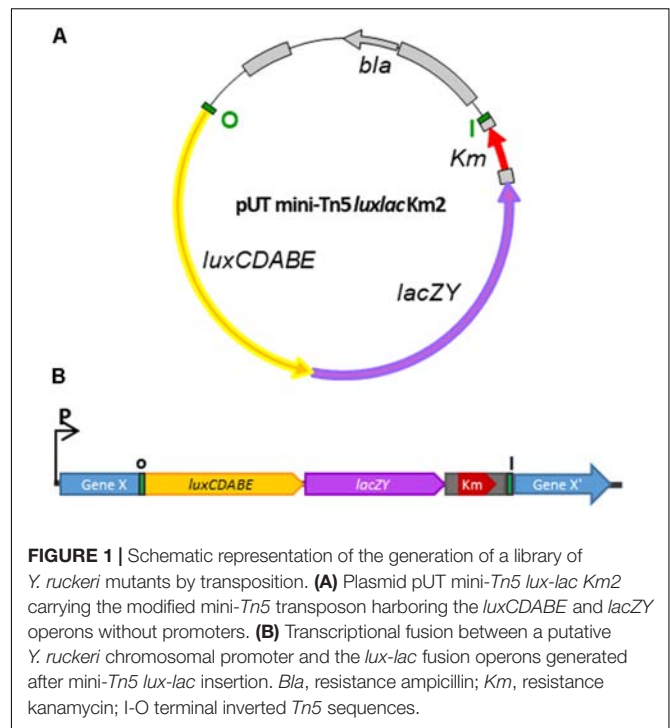 A
bla
O
I
Km
pUT mini-Tn5 luxlacKm2
luxCDABE
lacZY
B
P
O
I
Gene X
luxCDABE
lacZY
Km
Gene X'
FIGURE 1 | Schematic representation of the generation of a library of
Y. ruckeri mutants by transposition. (A) Plasmid pUT mini-Tn5 lux-lac Km2
carrying the modified mini-Tn5 transposon harboring the luxCDABE and lacZY
operons without promoters. (B) Transcriptional fusion between a putative
Y. ruckeri chromosomal promoter and the lux-lac fusion operons generated
after mini-Tn5 lux-lac insertion. Bla, resistance ampicillin; Km, resistance
kanamycin; I-O terminal inverted Tn5 sequences.